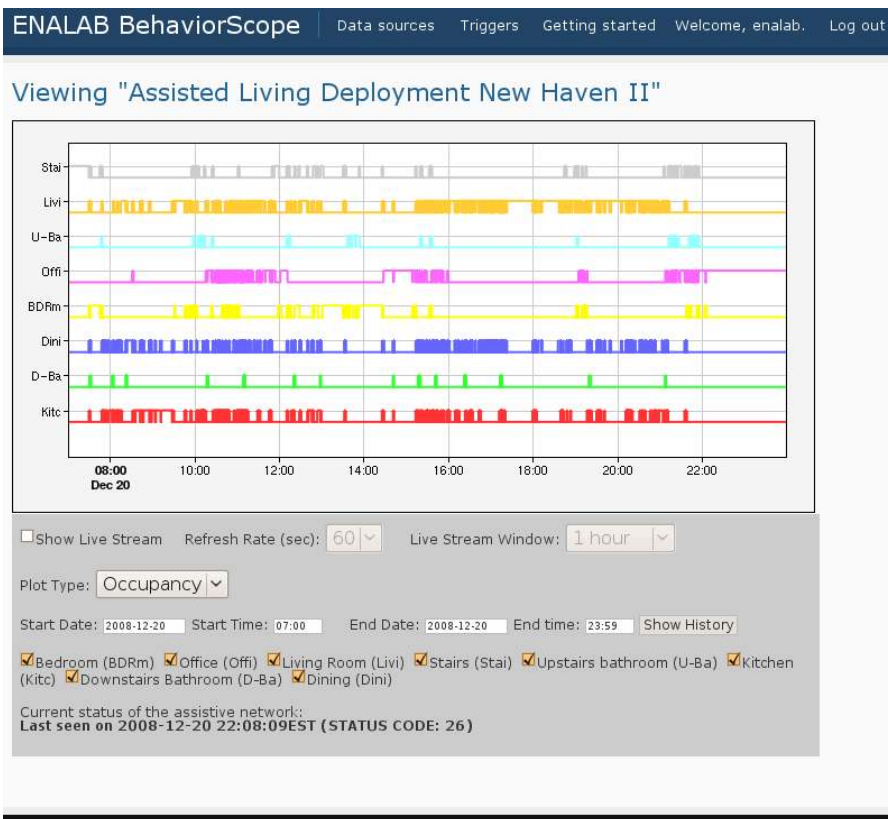 ENALAB BehaviorScope Data sources Triggers Getting started Welcome, enalab. Log out
Viewing "Assisted Living Deployment New Haven II"
Stai
Livi
U-Ba
Offi
BDRm
Dini
D-Ba
Kitc
08:00 10:00 12:00 14:00 16:00 18:00 20:00 22:00
Dec 20
Show Live Stream Refresh Rate (sec): 60 Live Stream Window: 1 hour
Plot Type: Occupancy
Start Date: 2008-12-20 Start Time: 07:00 End Date: 2008-12-20 End time: 23:59 Show History
Bedroom (BDRm) Office (Offi) Living Room (Livi) Stairs (Stai) Upstairs bathroom (U-Ba) Kitchen
(Kitc) Downstairs Bathroom (D-Ba) Dining (Dini)
Current status of the assistive network:
Last seen on 2008-12-20 22:08:09EST (STATUS CODE: 26)